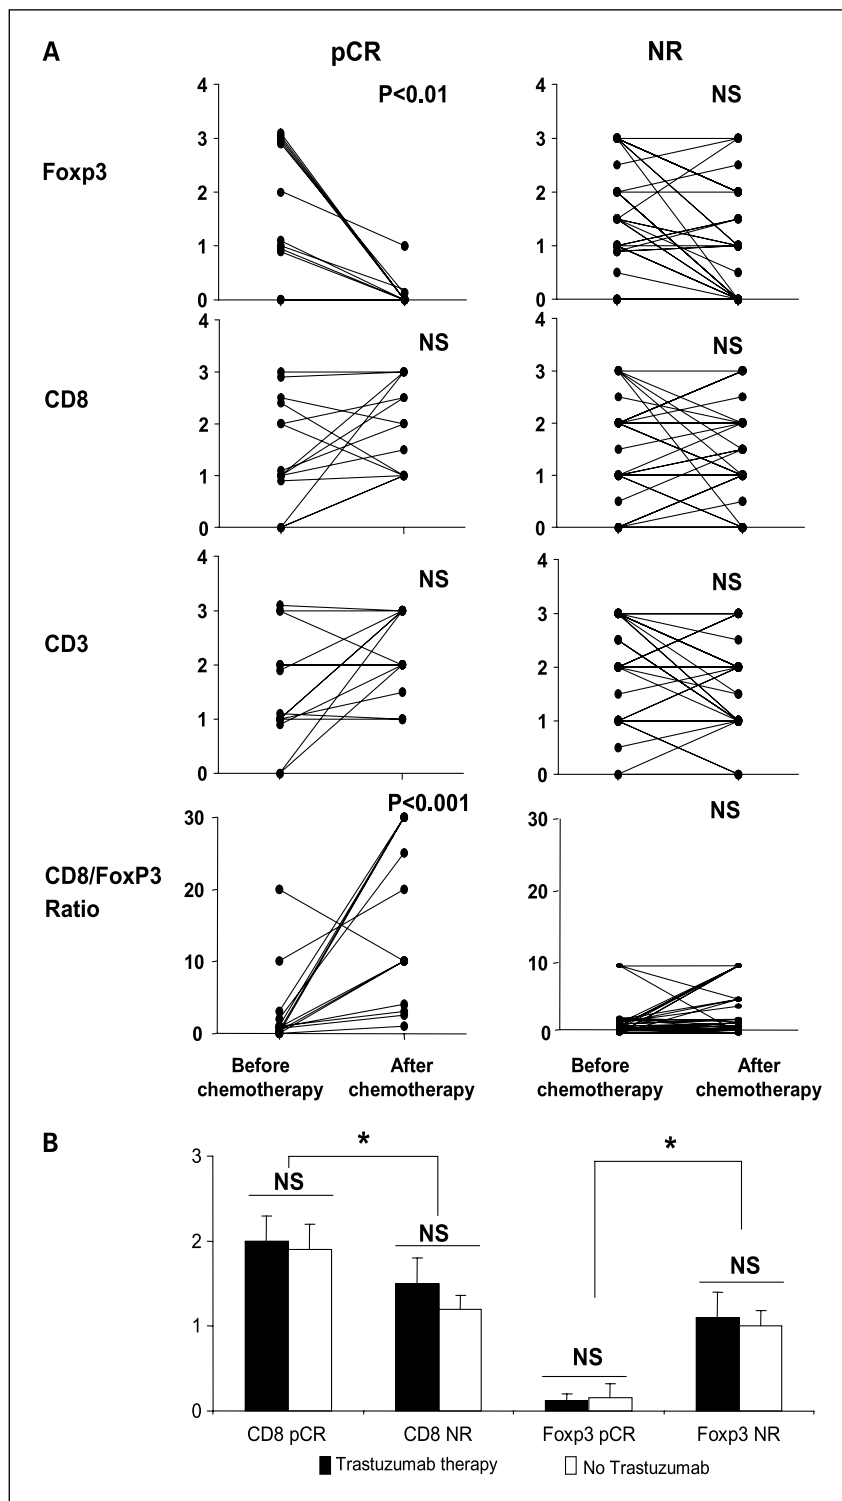 A
pCR
NR
Foxp3
4
3
2
1
0
P<0.01
4
3
2
1
0
NS
CD8
4
3
2
1
0
NS
4
3
2
1
0
NS
CD3
4
3
2
1
0
NS
4
3
2
1
0
NS
CD8/FoxP3
Ratio
30
20
10
0
P<0.001
30
20
10
0
NS
Before
chemotherapy
After
chemotherapy
Before
chemotherapy
After
chemotherapy
B
3
2
1
0
*
NS
NS
*
NS
NS
CD8 pCR
CD8 NR
Foxp3 pCR
Foxp3 NR
Trastuzumab therapy
No Trastuzumab